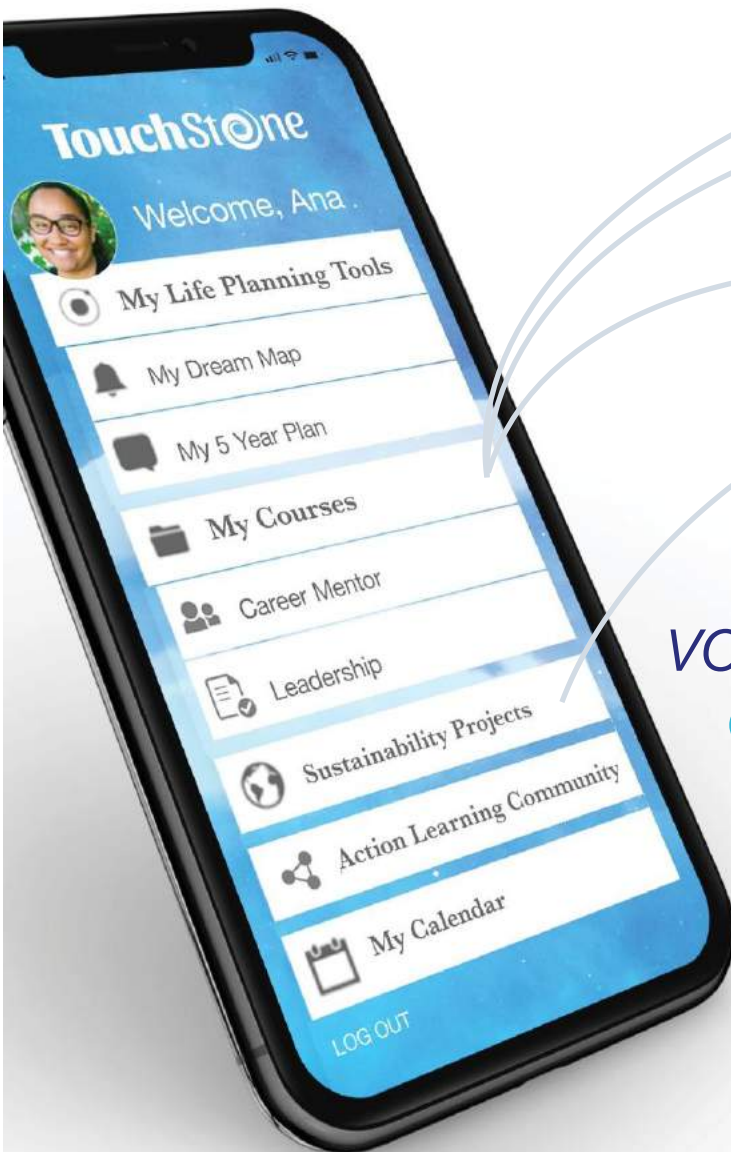 TouchStone
Welcome, Ana
My Life Planning Tools
My Dream Map
My 5 Year Plan
My Courses
Career Mentor
Leadership
Sustainability Projects
Action Learning Community
My Calendar
LOG OUT